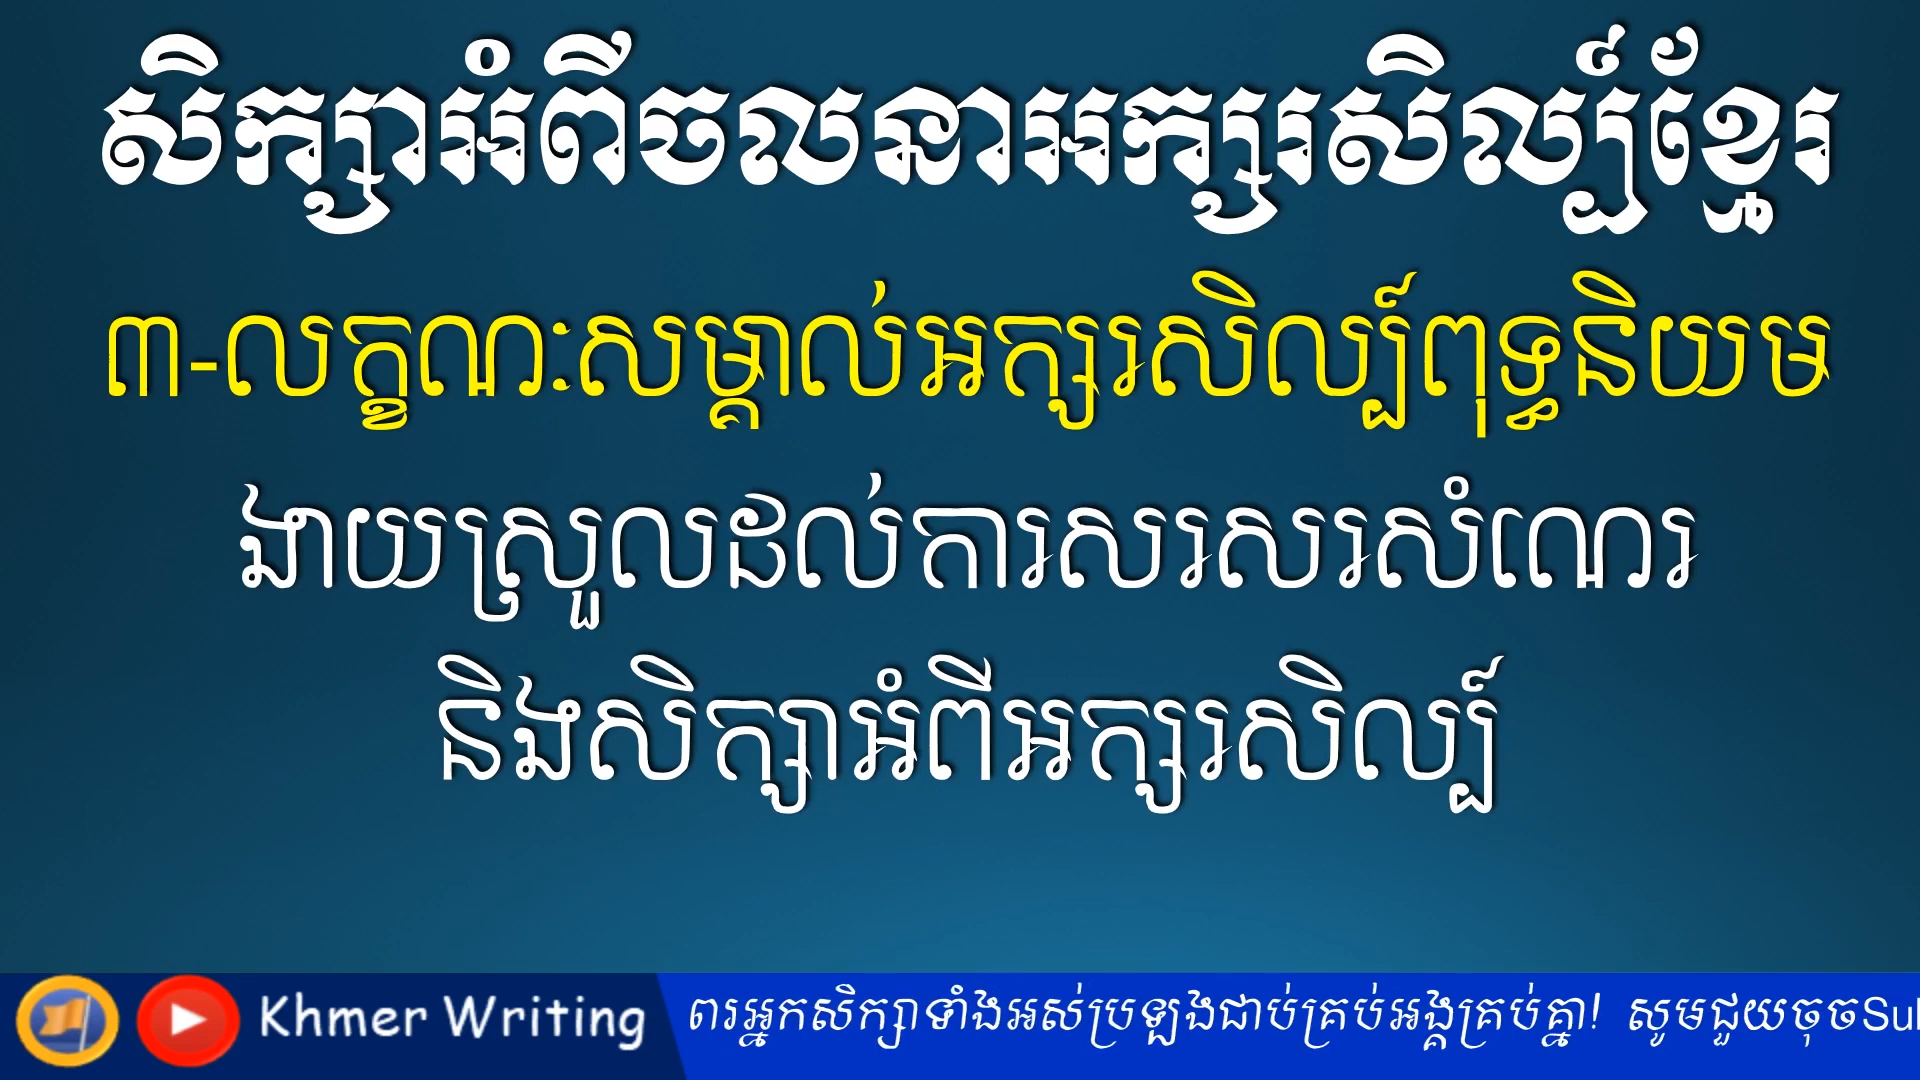 សិក្សាអំពីចលនាអក្សរសិល្ប៍ខ្មែរ
៣-លក្ខណៈសម្គាល់អក្សរសិល្ប៍ពុទ្ធនិយម
ងាយស្រួលដល់ការសរសរសំណេរ
និងសិក្សាអំពីអក្សរសិល្ប៍
Khmer Writing
ពរអ្នកសិក្សាទាំងអស់ប្រឡងជាប់គ្រប់អង្គគ្រប់គ្នា! សូមជួយចុចSul